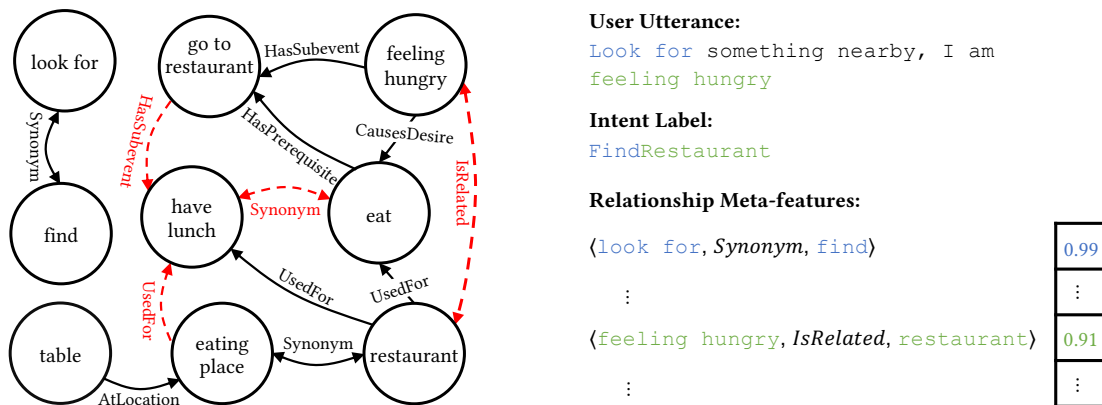 look for
go to
restaurant
HasSubevent
feeling
hungry
Synonym
HasSubevent
HasPrerequisite
CausesDesire
IsRelated
find
have
lunch
Synonym
eat
UsedFor
UsedFor
UsedFor
table
eating
place
Synonym
restaurant
AtLocation
User Utterance:
Look for something nearby, I am
feeling hungry
Intent Label:
FindRestaurant
Relationship Meta-features:
⟨look for, Synonym, find⟩ 0.99
⋮ ⋮
⟨feeling hungry, IsRelated, restaurant⟩ 0.91
⋮ ⋮